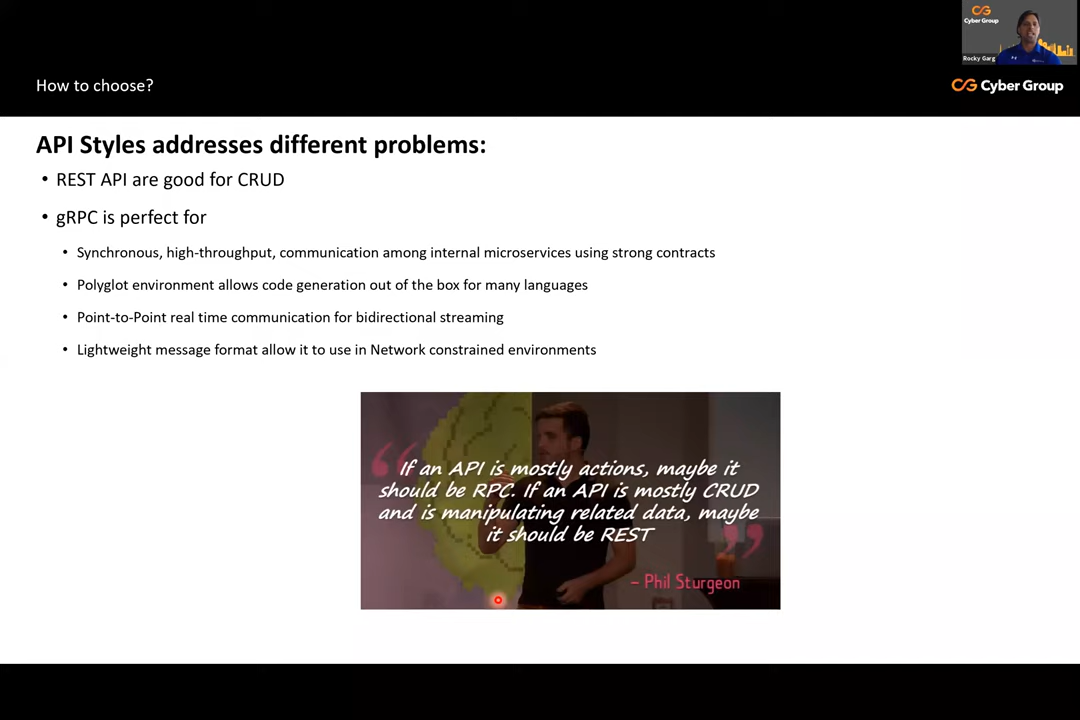 Cyber Group
Rocky Garg
How to choose?
Cyber Group
API Styles addresses different problems:
• REST API are good for CRUD
• gRPC is perfect for
• Synchronous, high-throughput, communication among internal microservices using strong contracts
• Polyglot environment allows code generation out of the box for many languages
• Point-to-Point real time communication for bidirectional streaming
• Lightweight message format allow it to use in Network constrained environments
“If an API is mostly actions, maybe it
should be RPC. If an API is mostly CRUD
and is manipulating related data, maybe
it should be REST ”
– Phil Sturgeon